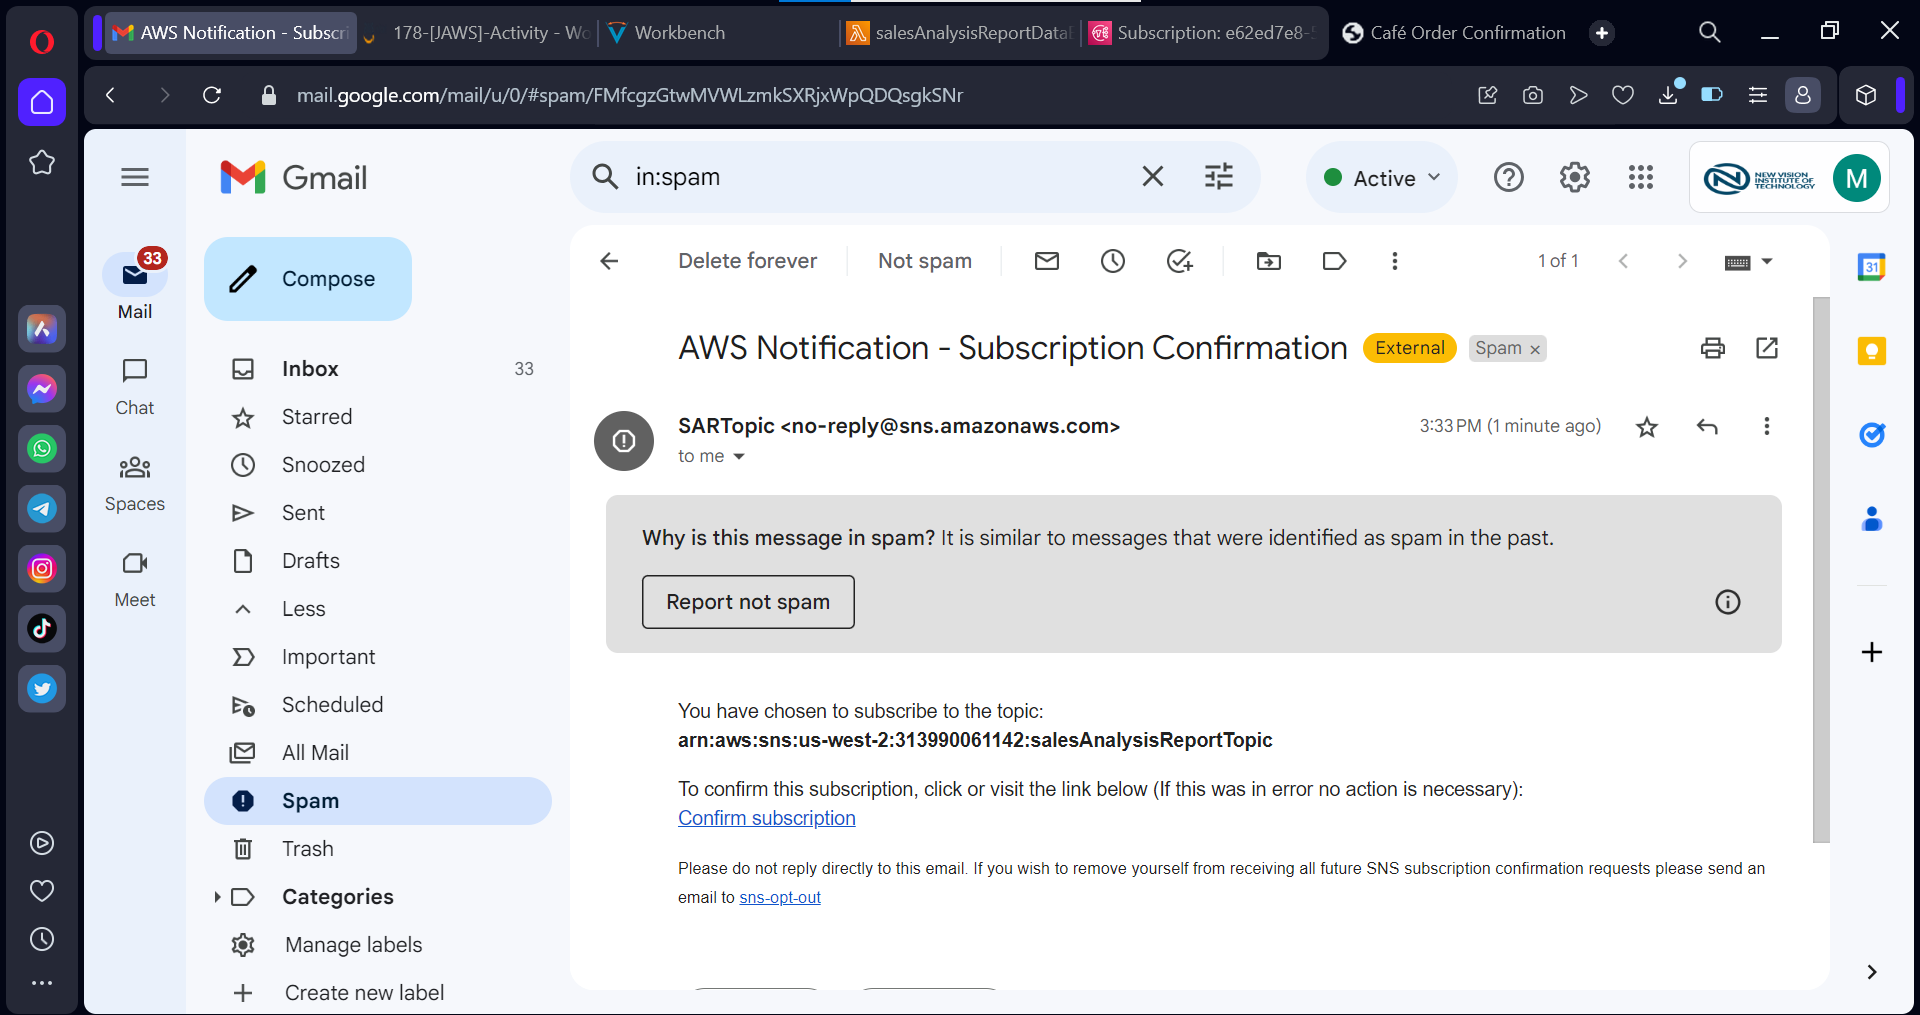 AWS Notification - Subscri
178-[JAWS]-Activity - Wo
Workbench
salesAnalysisReportDataE
Subscription: e62ed7e8-
Café Order Confirmation
mail.google.com/mail/u/0/#spam/FMfcgzGtwMVWLzmkSXRjxWpQDQsgkSNr
Gmail
in:spam
Active
NEW VISION
INSTITUTE OF
TECHNOLOGY
M
33
Mail
Chat
Spaces
Meet
Compose
Inbox 33
Starred
Snoozed
Sent
Drafts
Less
Important
Scheduled
All Mail
Spam
Trash
Categories
Manage labels
Create new label
Delete forever
Not spam
1 of 1
31
AWS Notification - Subscription Confirmation
External
Spam ×
SARTopic <no-reply@sns.amazonaws.com>
3:33 PM (1 minute ago)
to me
Why is this message in spam? It is similar to messages that were identified as spam in the past.
Report not spam
You have chosen to subscribe to the topic:
arn:aws:sns:us-west-2:313990061142:salesAnalysisReportTopic
To confirm this subscription, click or visit the link below (If this was in error no action is necessary):
Confirm subscription
Please do not reply directly to this email. If you wish to remove yourself from receiving all future SNS subscription confirmation requests please send an
email to sns-opt-out